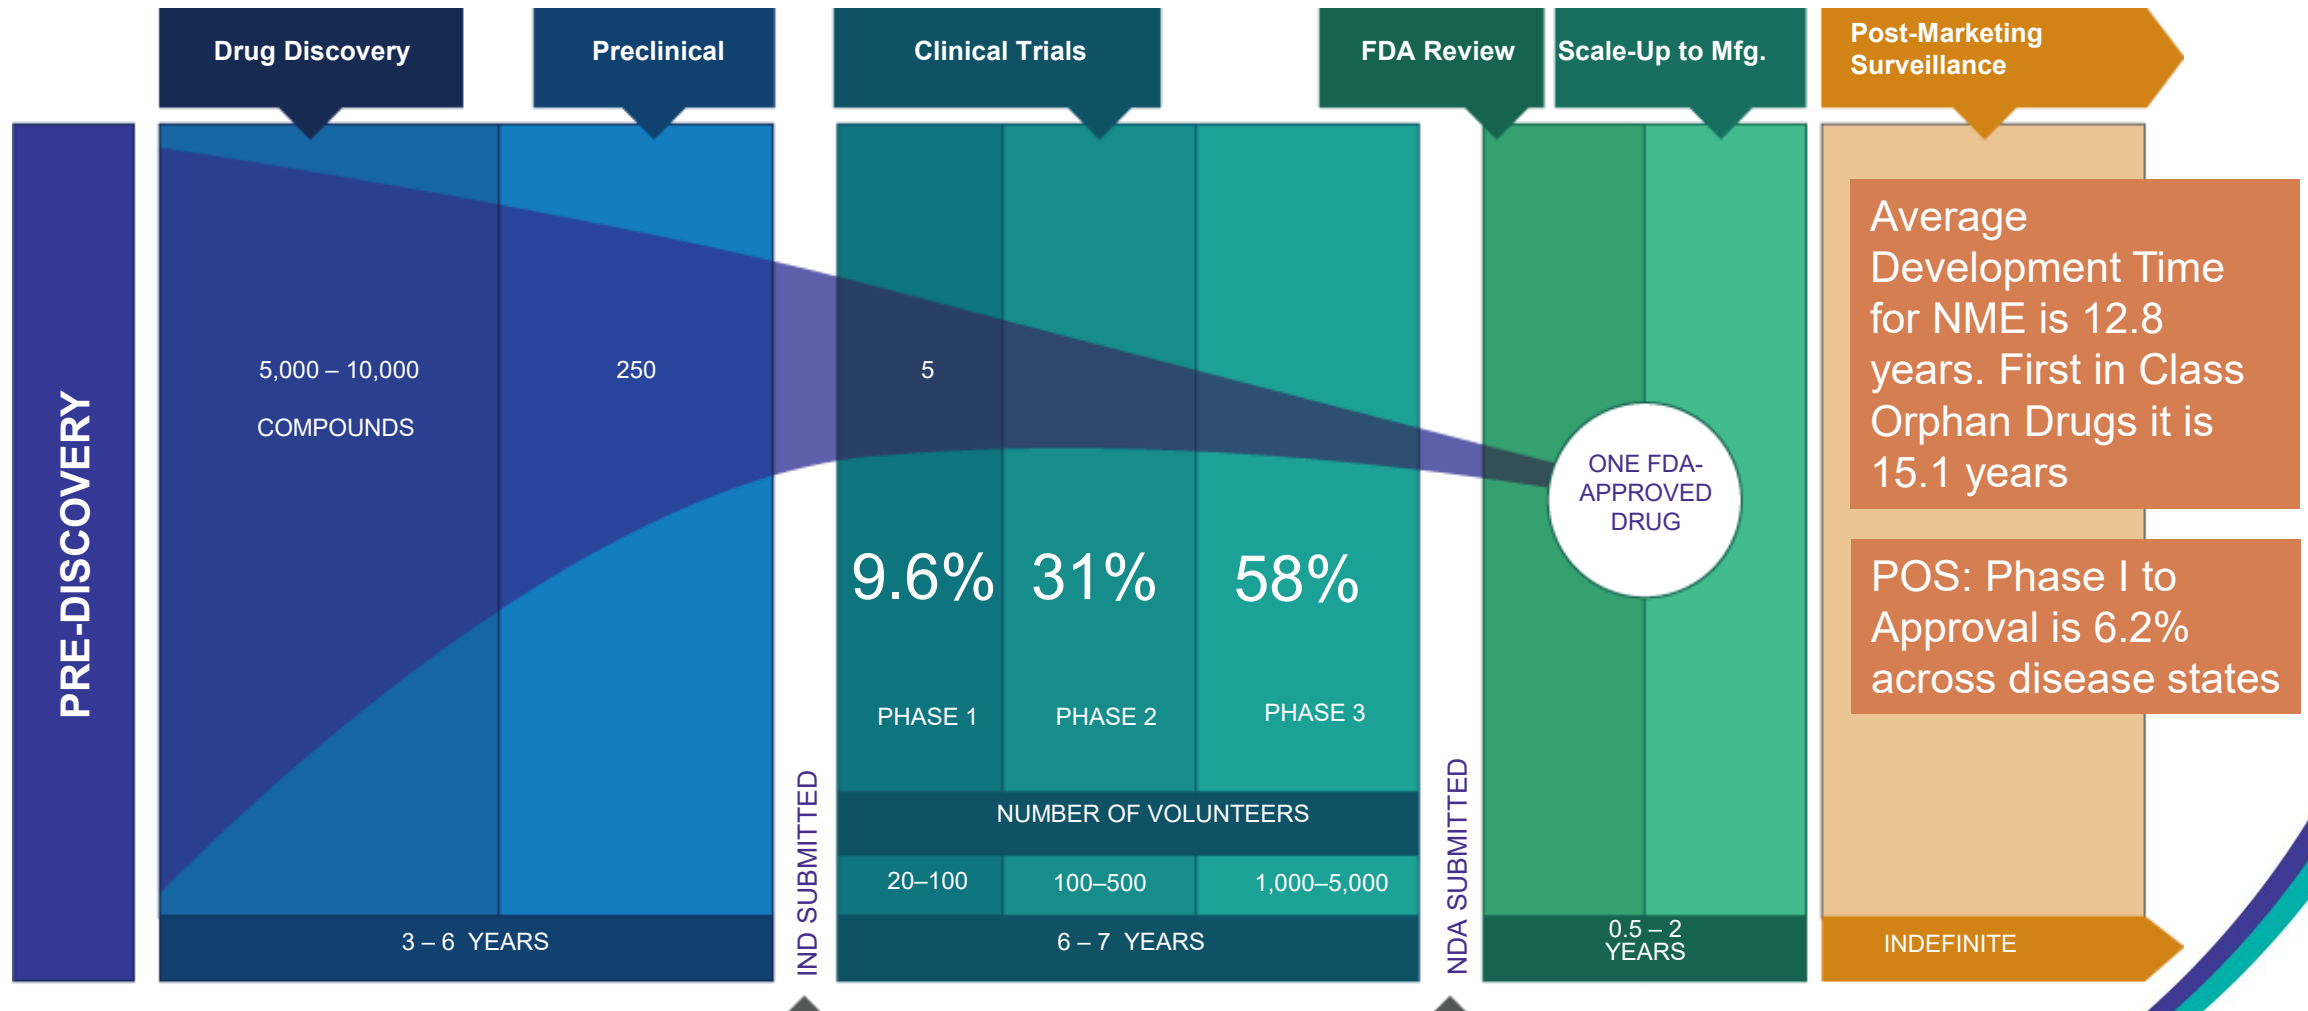 Drug Discovery
Preclinical
Clinical Trials
FDA Review
Scale-Up to Mfg.
Post-Marketing
Surveillance
PRE-DISCOVERY
5,000 – 10,000
COMPOUNDS
250
5
9.6%
31%
58%
PHASE 1
PHASE 2
PHASE 3
NUMBER OF VOLUNTEERS
20–100
100–500
1,000–5,000
3 – 6 YEARS
IND SUBMITTED
6 – 7 YEARS
NDA SUBMITTED
ONE FDA-
APPROVED
DRUG
0.5 – 2
YEARS
Average
Development Time
for NME is 12.8
years. First in Class
Orphan Drugs it is
15.1 years
POS: Phase I to
Approval is 6.2%
across disease states
INDEFINITE